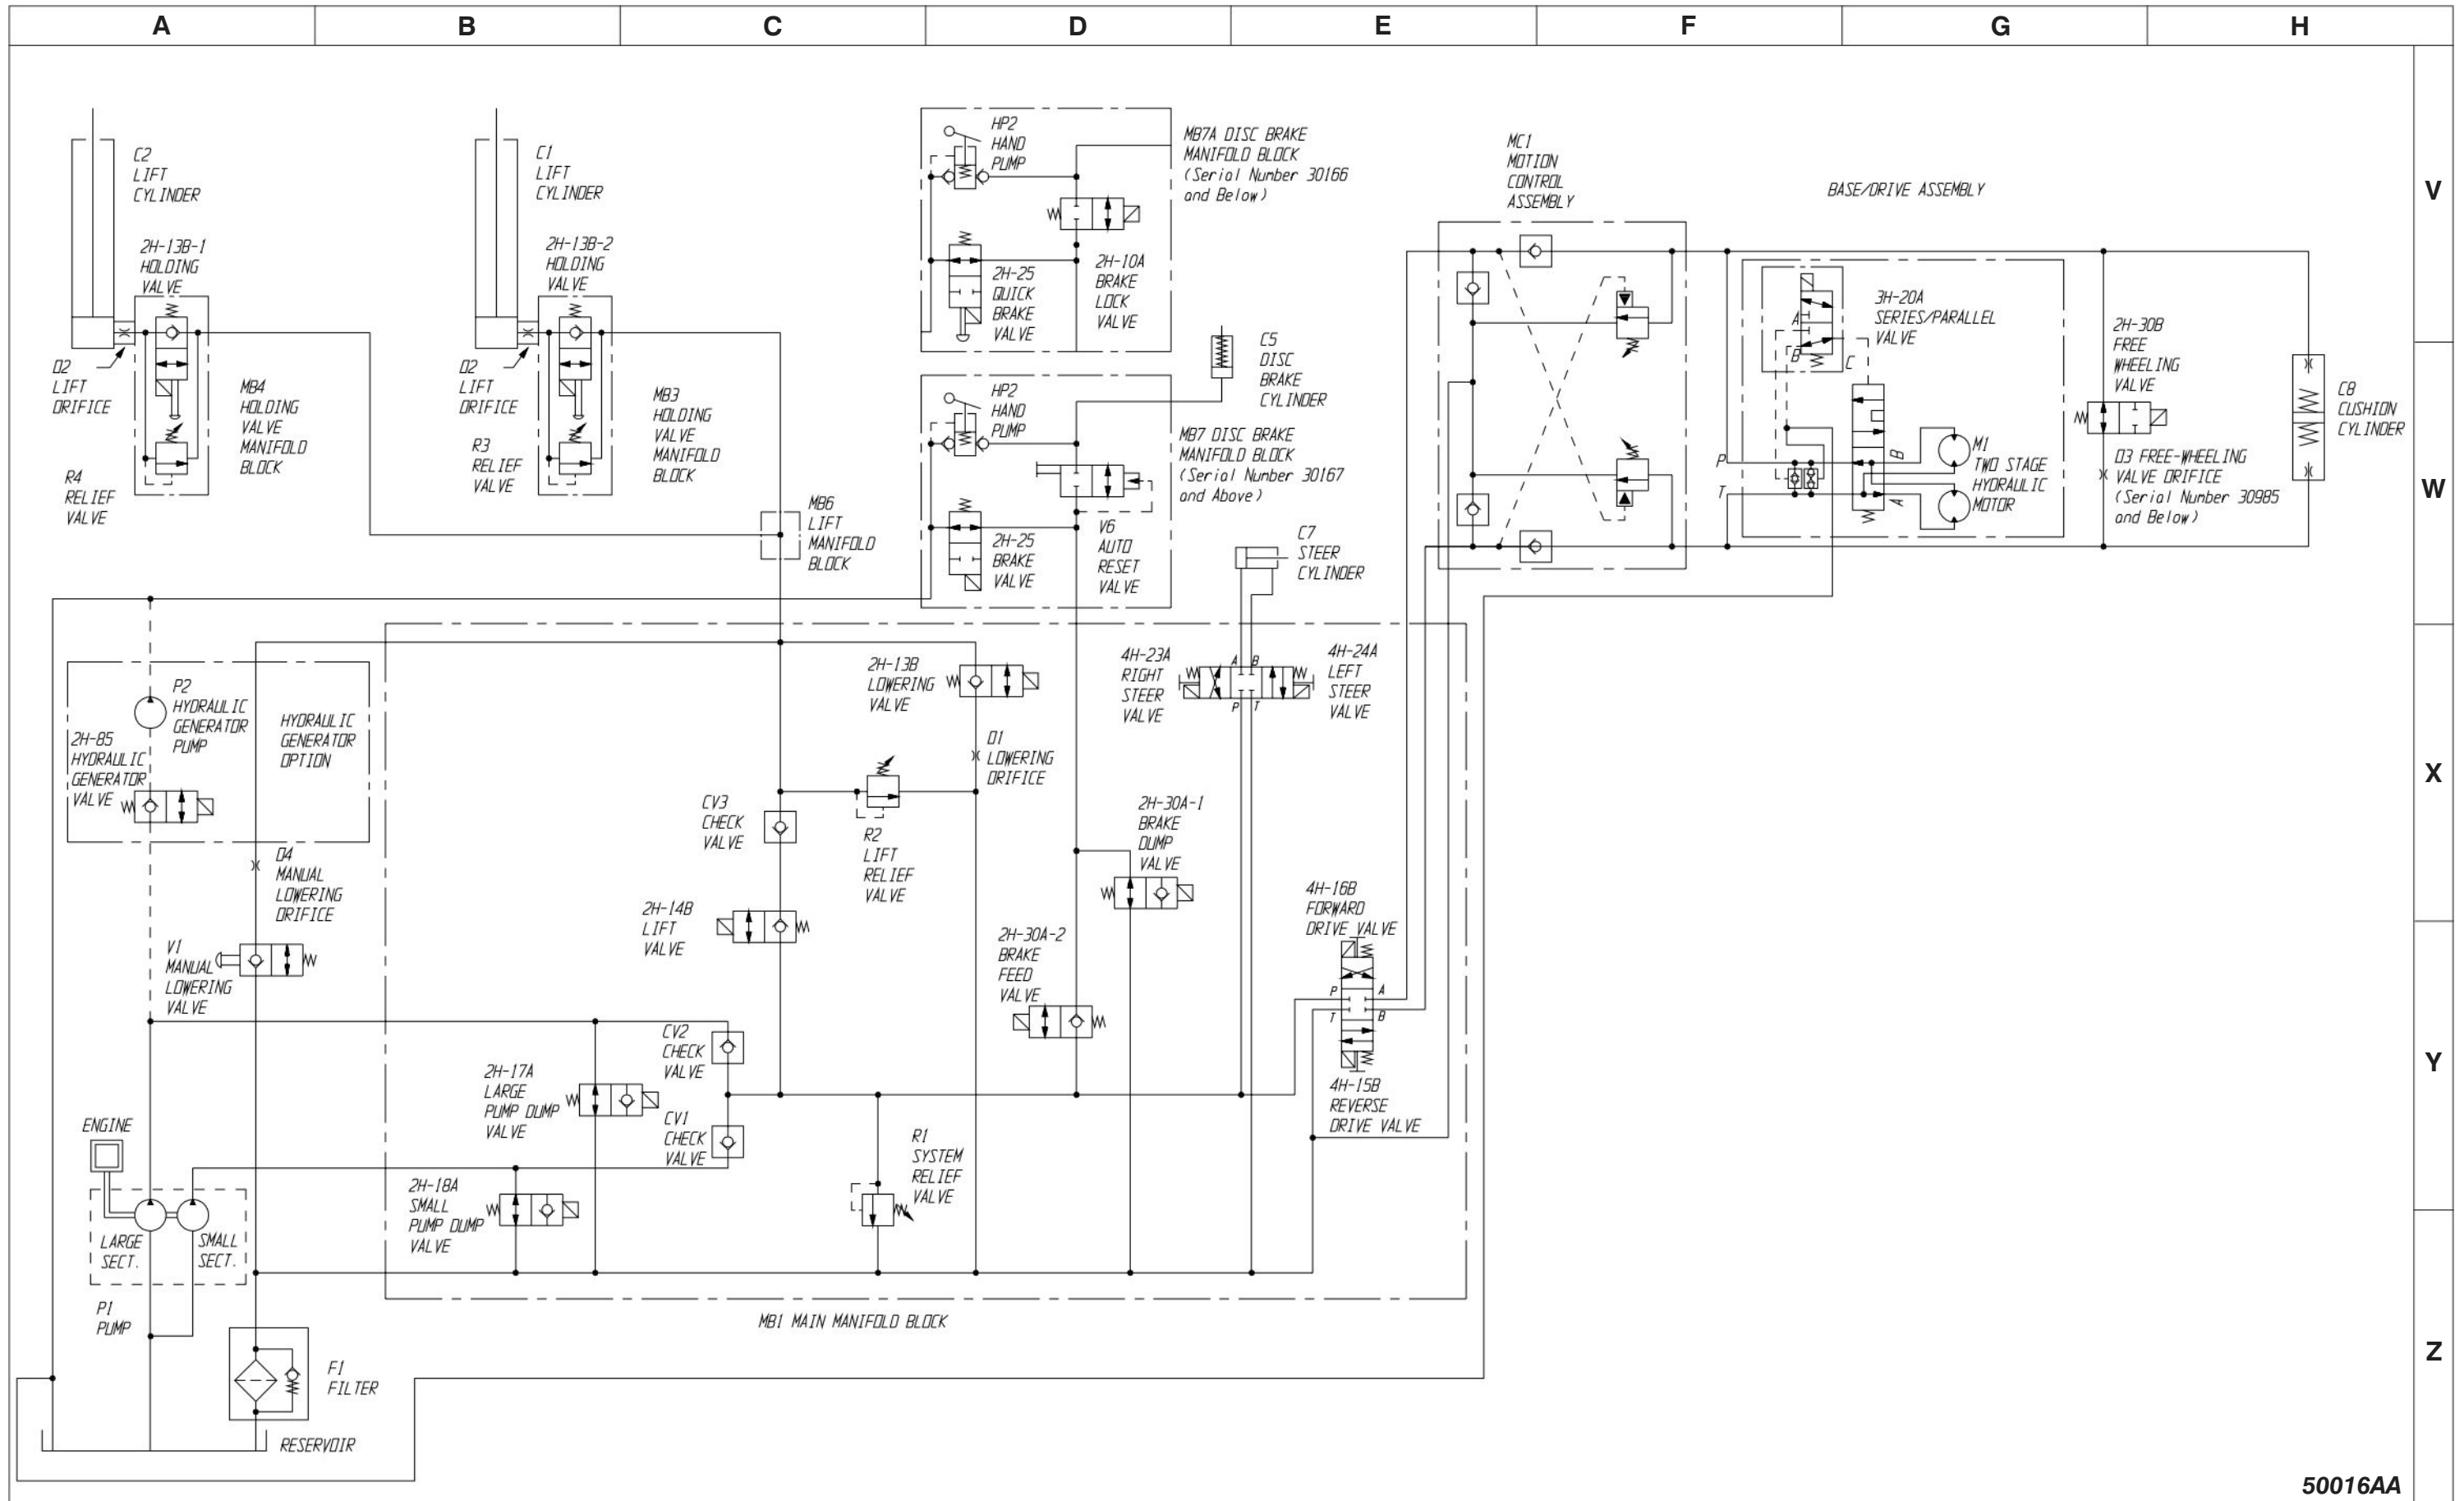 A B C D E F G H
V
W
X
Y
Z
C2
LIFT
CYLINDER
2H-13B-1
HOLDING
VALVE
O2
LIFT
ORIFICE
MB4
HOLDING
VALVE
MANIFOLD
BLOCK
R4
RELIEF
VALVE
C1
LIFT
CYLINDER
2H-13B-2
HOLDING
VALVE
O2
LIFT
ORIFICE
R3
RELIEF
VALVE
MB3
HOLDING
VALVE
MANIFOLD
BLOCK
MB6
LIFT
MANIFOLD
BLOCK
HP2
HAND
PUMP
2H-25
QUICK
BRAKE
VALVE
2H-10A
BRAKE
LOCK
VALVE
MB7A DISC BRAKE
MANIFOLD BLOCK
(Serial Number 30166
and Below)
C5
DISC
BRAKE
CYLINDER
HP2
HAND
PUMP
MB7 DISC BRAKE
MANIFOLD BLOCK
(Serial Number 30167
and Above)
2H-25
BRAKE
VALVE
V6
AUTO
RESET
VALVE
C7
STEER
CYLINDER
MC1
MOTION
CONTROL
ASSEMBLY
BASE/DRIVE ASSEMBLY
3H-20A
SERIES/PARALLEL
VALVE
A
B
C
P
T
B
A
M1
TWO STAGE
HYDRAULIC
MOTOR
2H-30B
FREE
WHEELING
VALVE
O3 FREE-WHEELING
VALVE ORIFICE
(Serial Number 30985
and Below)
C8
CUSHION
CYLINDER
P2
HYDRAULIC
GENERATOR
PUMP
2H-85
HYDRAULIC
GENERATOR
VALVE
HYDRAULIC
GENERATOR
OPTION
O4
MANUAL
LOWERING
ORIFICE
V1
MANUAL
LOWERING
VALVE
2H-13B
LOWERING
VALVE
O1
LOWERING
ORIFICE
CV3
CHECK
VALVE
R2
LIFT
RELIEF
VALVE
2H-14B
LIFT
VALVE
4H-23A
RIGHT
STEER
VALVE
A B
P T
4H-24A
LEFT
STEER
VALVE
2H-30A-1
BRAKE
DUMP
VALVE
2H-30A-2
BRAKE
FEED
VALVE
4H-16B
FORWARD
DRIVE VALVE
P A
T B
4H-15B
REVERSE
DRIVE VALVE
CV2
CHECK
VALVE
2H-17A
LARGE
PUMP DUMP
VALVE
CV1
CHECK
VALVE
2H-18A
SMALL
PUMP DUMP
VALVE
R1
SYSTEM
RELIEF
VALVE
ENGINE
LARGE
SECT.
SMALL
SECT.
P1
PUMP
F1
FILTER
RESERVOIR
MB1 MAIN MANIFOLD BLOCK
50016AA